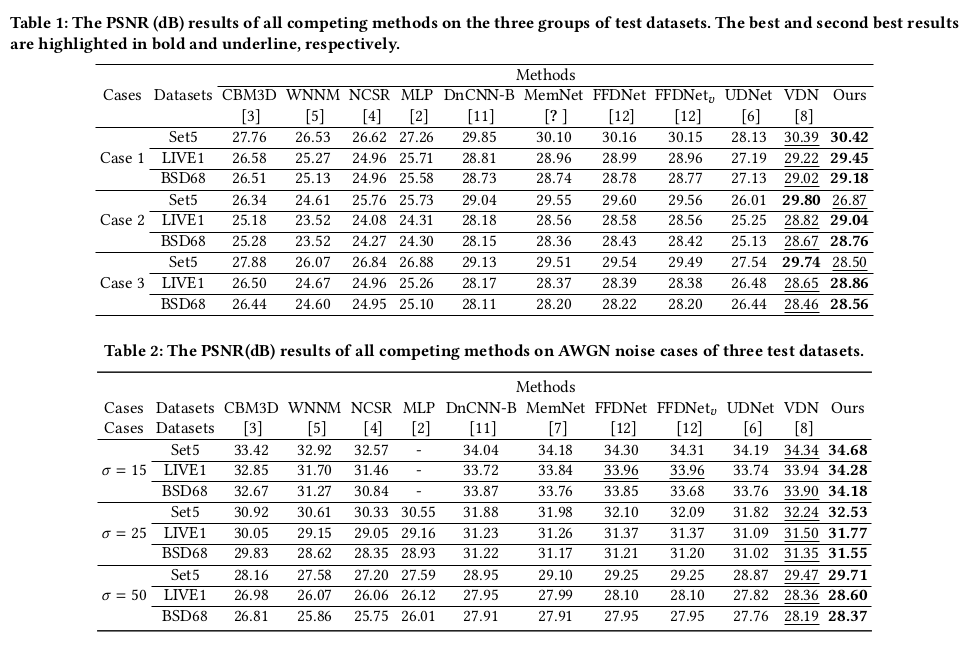 Table 1: The PSNR (dB) results of all competing methods on the three groups of test datasets. The best and second best results
are highlighted in bold and underline, respectively.
Methods
Cases Datasets CBM3D WNNM NCSR MLP DnCNN-B MemNet FFDNet FFDNetv UDNet VDN Ours
[3] [5] [4] [2] [11] [? ] [12] [12] [6] [8]
Set5 27.76 26.53 26.62 27.26 29.85 30.10 30.16 30.15 28.13 30.39 30.42
Case 1 LIVE1 26.58 25.27 24.96 25.71 28.81 28.96 28.99 28.96 27.19 29.22 29.45
BSD68 26.51 25.13 24.96 25.58 28.73 28.74 28.78 28.77 27.13 29.02 29.18
Set5 26.34 24.61 25.76 25.73 29.04 29.55 29.60 29.56 26.01 29.80 26.87
Case 2 LIVE1 25.18 23.52 24.08 24.31 28.18 28.56 28.58 28.56 25.25 28.82 29.04
BSD68 25.28 23.52 24.27 24.30 28.15 28.36 28.43 28.42 25.13 28.67 28.76
Set5 27.88 26.07 26.84 26.88 29.13 29.51 29.54 29.49 27.54 29.74 28.50
Case 3 LIVE1 26.50 24.67 24.96 25.26 28.17 28.37 28.39 28.38 26.48 28.65 28.86
BSD68 26.44 24.60 24.95 25.10 28.11 28.20 28.22 28.20 26.44 28.46 28.56
Table 2: The PSNR(dB) results of all competing methods on AWGN noise cases of three test datasets.
Methods
Cases Datasets CBM3D WNNM NCSR MLP DnCNN-B MemNet FFDNet FFDNetv UDNet VDN Ours
Cases Datasets [3] [5] [4] [2] [11] [7] [12] [12] [6] [8]
Set5 33.42 32.92 32.57 - 34.04 34.18 34.30 34.31 34.19 34.34 34.68
σ = 15 LIVE1 32.85 31.70 31.46 - 33.72 33.84 33.96 33.96 33.74 33.94 34.28
BSD68 32.67 31.27 30.84 - 33.87 33.76 33.85 33.68 33.76 33.90 34.18
Set5 30.92 30.61 30.33 30.55 31.88 31.98 32.10 32.09 31.82 32.24 32.53
σ = 25 LIVE1 30.05 29.15 29.05 29.16 31.23 31.26 31.37 31.37 31.09 31.50 31.77
BSD68 29.83 28.62 28.35 28.93 31.22 31.17 31.21 31.20 31.02 31.35 31.55
Set5 28.16 27.58 27.20 27.59 28.95 29.10 29.25 29.25 28.87 29.47 29.71
σ = 50 LIVE1 26.98 26.07 26.06 26.12 27.95 27.99 28.10 28.10 27.82 28.36 28.60
BSD68 26.81 25.86 25.75 26.01 27.91 27.91 27.95 27.95 27.76 28.19 28.37